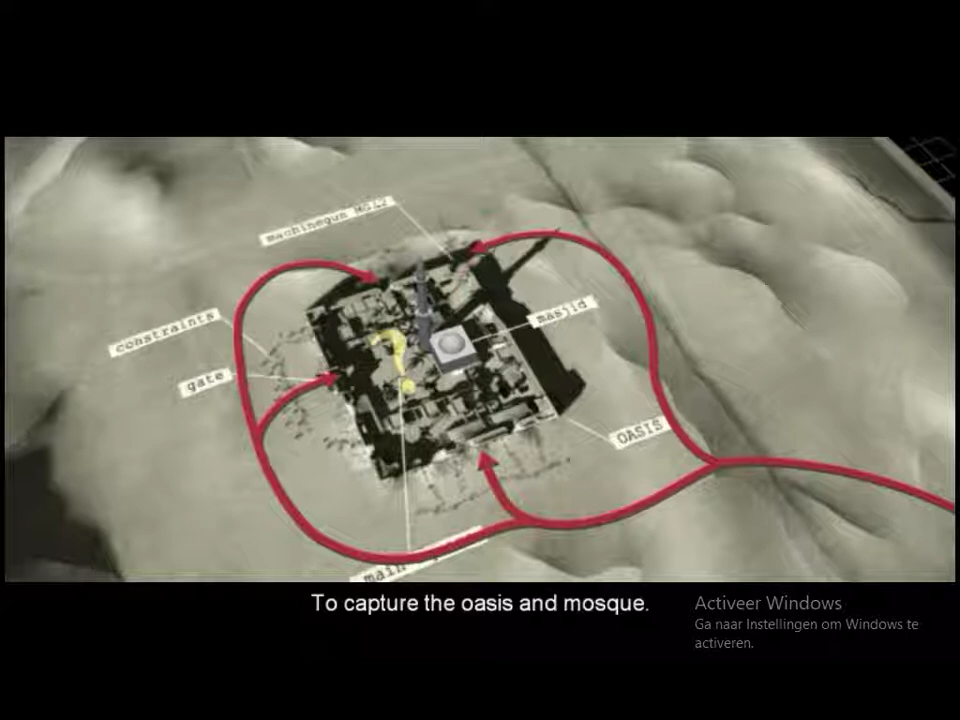 machinegun MG42
constraints
masjid
gate
OASIS
main
To capture the oasis and mosque.
Activeer Windows
Ga naar Instellingen om Windows te
activeren.